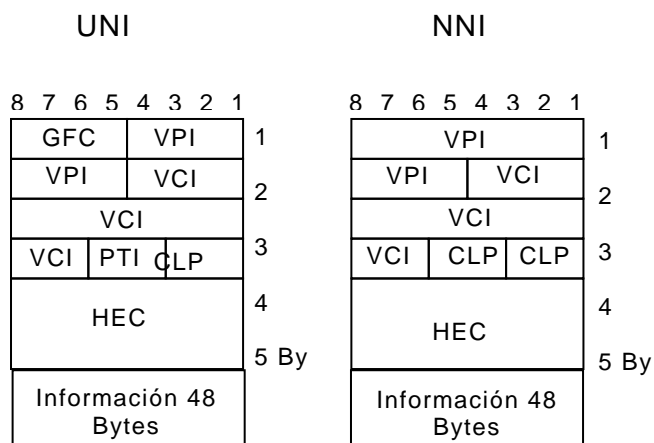 UNI NNI
8 7 6 5 4 3 2 1 8 7 6 5 4 3 2 1
GFC VPI 1 VPI 1
VPI VCI 2 VPI VCI 2
VCI VCI
VCI PTI CLP 3 VCI CLP CLP 3
HEC 4 HEC 4
5 By 5 By
Información 48 Información 48
Bytes Bytes